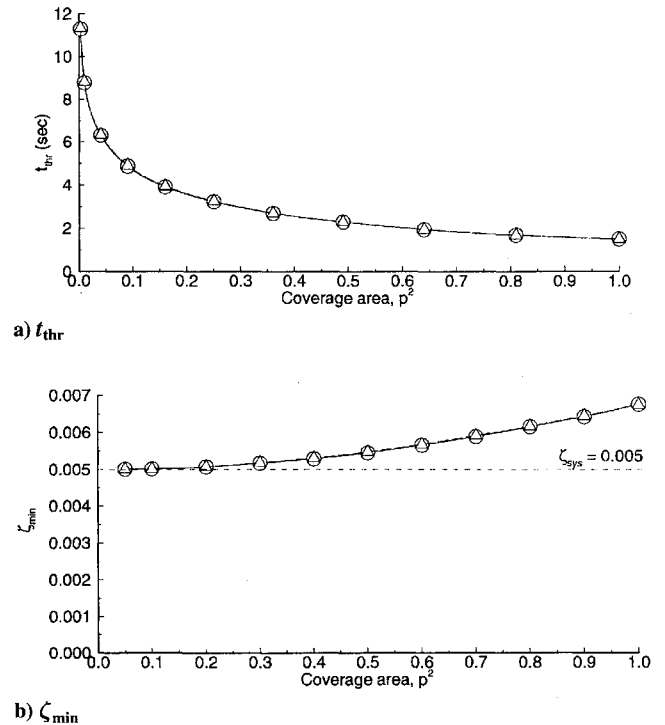 12
10
8
6
4
2
0
t_thr (sec)
0.0 0.1 0.2 0.3 0.4 0.5 0.6 0.7 0.8 0.9 1.0
Coverage area, p²
a) t_thr
0.007
0.006
0.005
0.004
0.003
0.002
0.001
0.000
ζ_min
ζ_sys = 0.005
0.0 0.1 0.2 0.3 0.4 0.5 0.6 0.7 0.8 0.9 1.0
Coverage area, p²
b) ζ_min